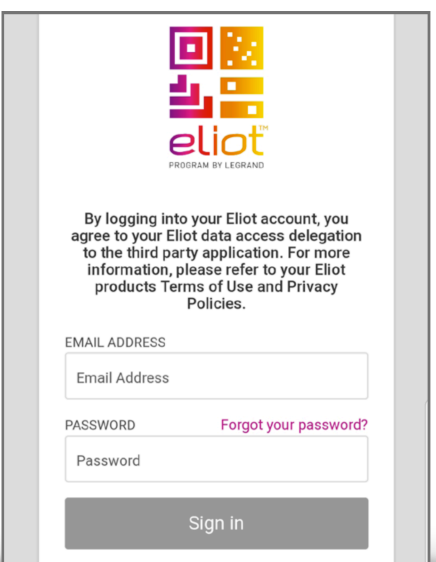 eliot™
PROGRAM BY LEGRAND
By logging into your Eliot account, you
agree to your Eliot data access delegation
to the third party application. For more
information, please refer to your Eliot
products Terms of Use and Privacy
Policies.
EMAIL ADDRESS
Email Address
PASSWORD Forgot your password?
Password
Sign in